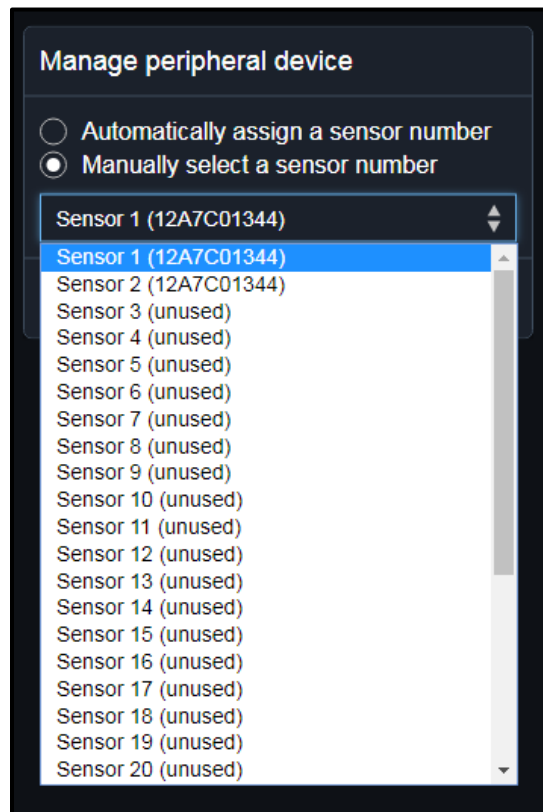 Manage peripheral device
Automatically assign a sensor number
Manually select a sensor number
Sensor 1 (12A7C01344)
Sensor 1 (12A7C01344)
Sensor 2 (12A7C01344)
Sensor 3 (unused)
Sensor 4 (unused)
Sensor 5 (unused)
Sensor 6 (unused)
Sensor 7 (unused)
Sensor 8 (unused)
Sensor 9 (unused)
Sensor 10 (unused)
Sensor 11 (unused)
Sensor 12 (unused)
Sensor 13 (unused)
Sensor 14 (unused)
Sensor 15 (unused)
Sensor 16 (unused)
Sensor 17 (unused)
Sensor 18 (unused)
Sensor 19 (unused)
Sensor 20 (unused)